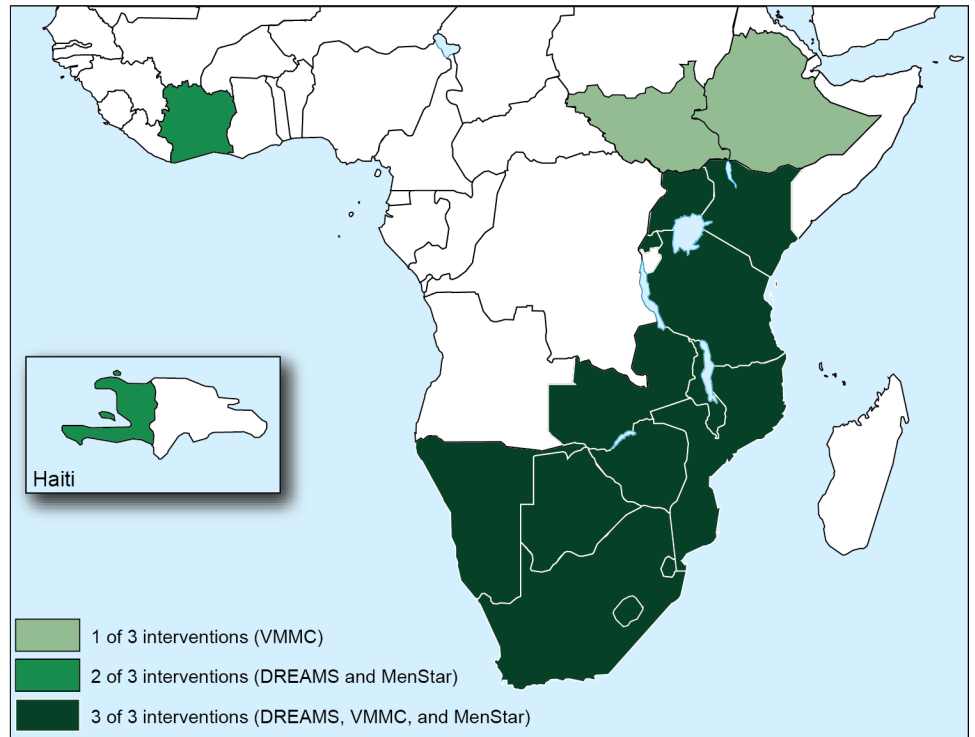 Haiti
1 of 3 interventions (VMMC)
2 of 3 interventions (DREAMS and MenStar)
3 of 3 interventions (DREAMS, VMMC, and MenStar)